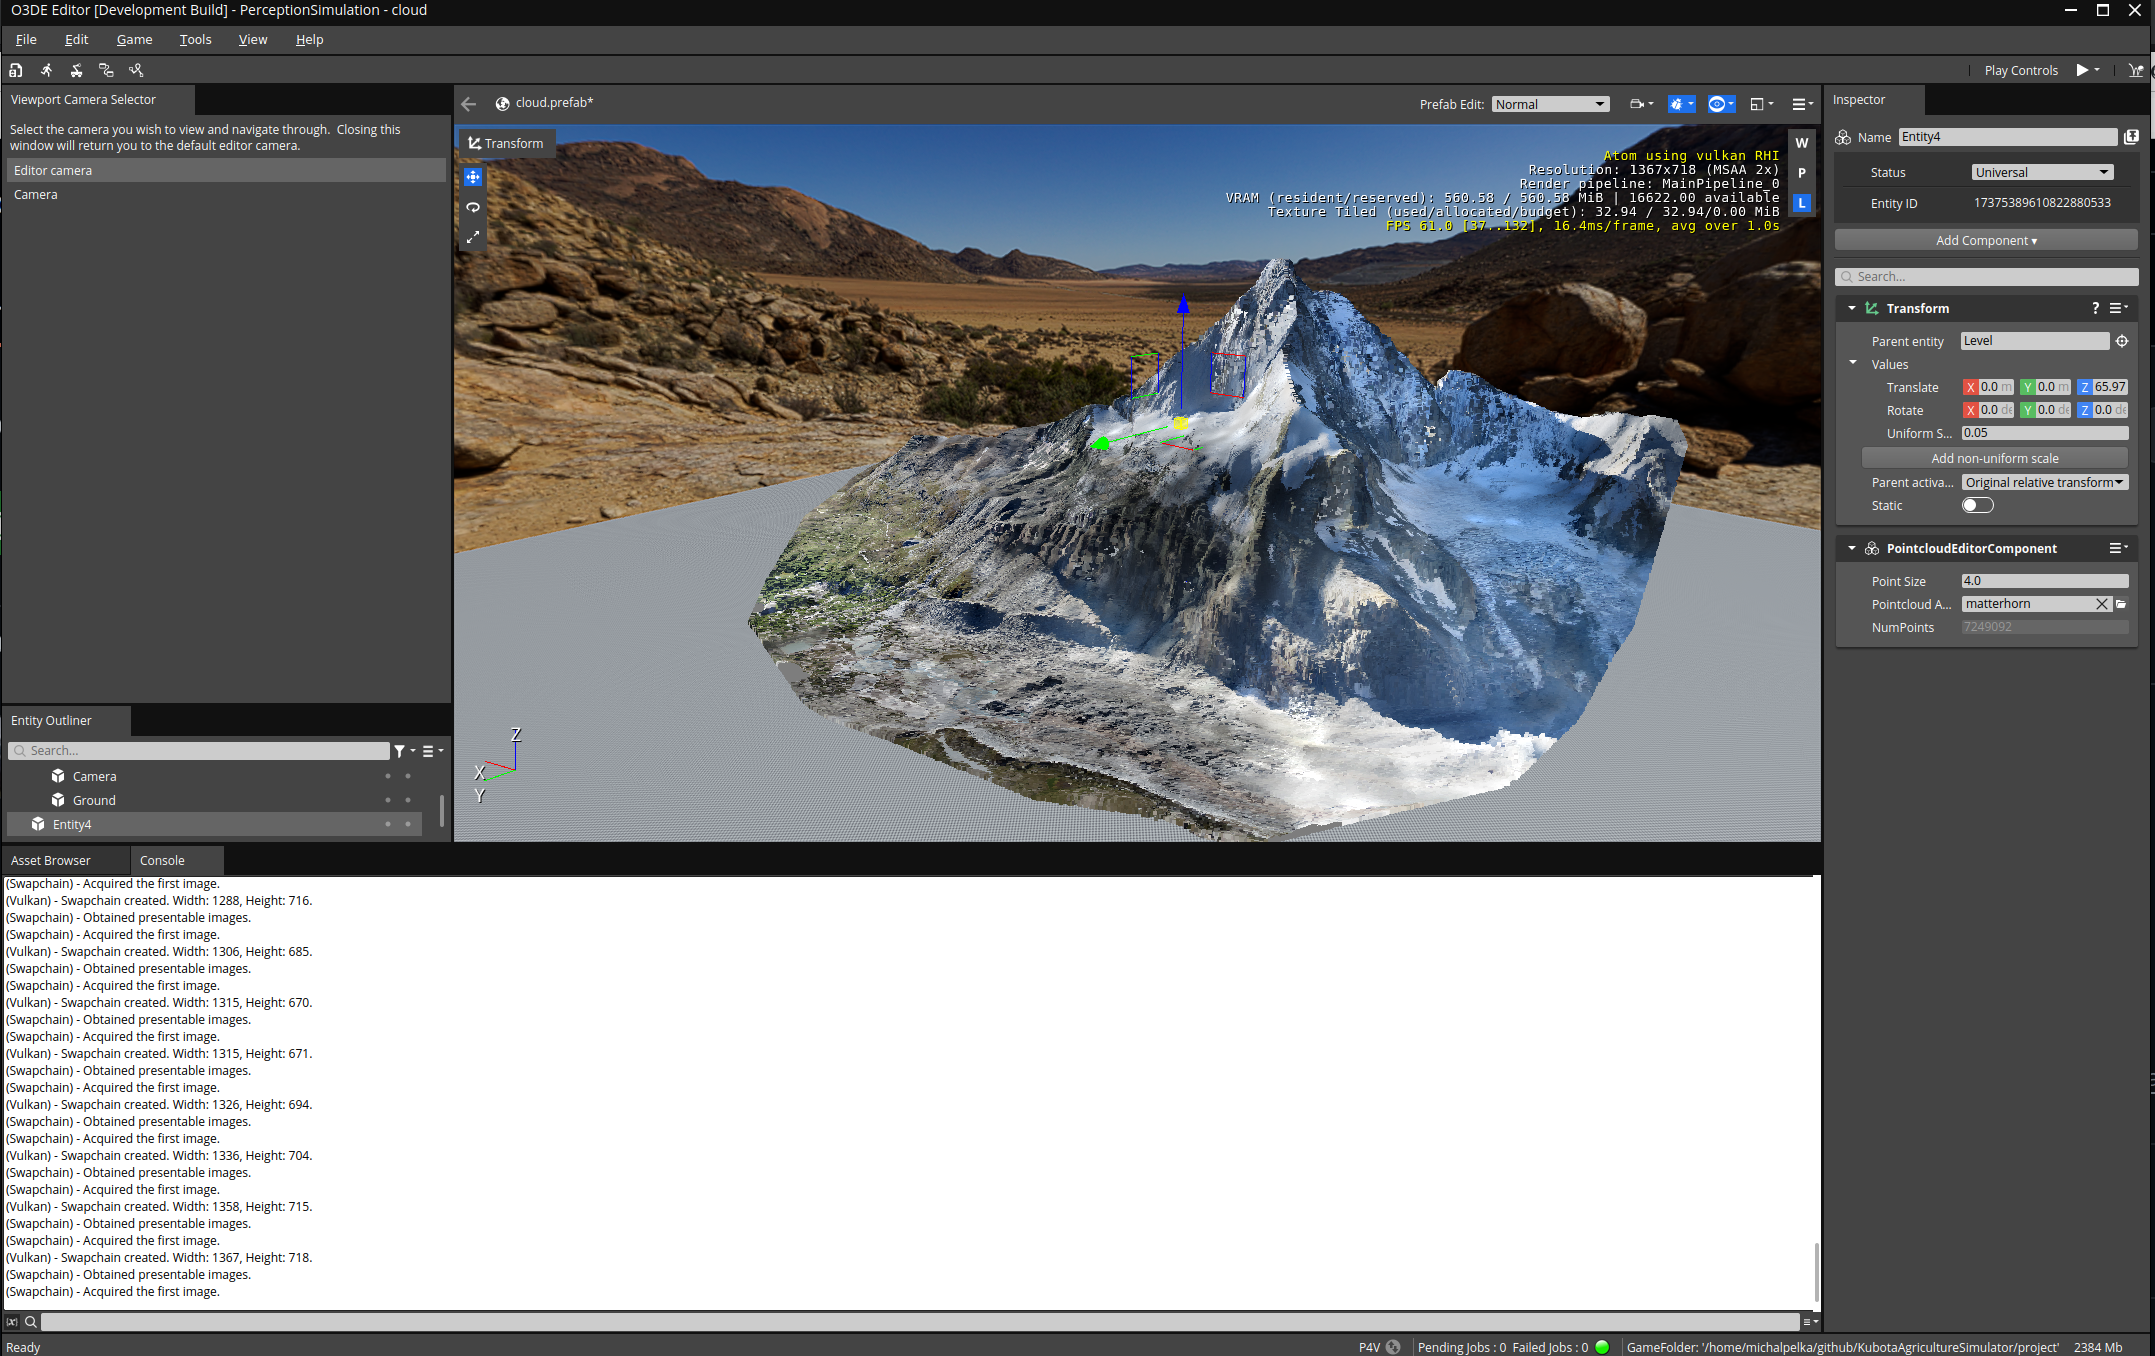 O3DE Editor [Development Build] - PerceptionSimulation - cloud
File Edit Game Tools View Help
Play Controls
Viewport Camera Selector
Select the camera you wish to view and navigate through. Closing this
window will return you to the default editor camera.
Editor camera
Camera
Entity Outliner
Search...
Camera
Ground
Entity4
cloud.prefab*
Prefab Edit: Normal
Transform
W
P
L
Atom using vulkan RHI
Resolution: 1367x718 (MSAA 2x)
Render pipeline: MainPipeline_0
VRAM (resident/reserved): 560.58 / 560.58 MiB | 16622.00 available
Texture Tiled (used/allocated/budget): 32.94 / 32.94/0.00 MiB
FPS 61.0 [37..132], 16.4ms/frame, avg over 1.0s
Z
X
Y
Inspector
Name Entity4
Status Universal
Entity ID 17375389610822880533
Add Component
Search...
Transform ?
Parent entity Level
Values
Translate X 0.0 m Y 0.0 m Z 65.97
Rotate X 0.0 de Y 0.0 de Z 0.0 de
Uniform S... 0.05
Add non-uniform scale
Parent activa... Original relative transform
Static
PointcloudEditorComponent
Point Size 4.0
Pointcloud A... matterhorn
NumPoints 7249092
Asset Browser Console
(Swapchain) - Acquired the first image.
(Vulkan) - Swapchain created. Width: 1288, Height: 716.
(Swapchain) - Obtained presentable images.
(Swapchain) - Acquired the first image.
(Vulkan) - Swapchain created. Width: 1306, Height: 685.
(Swapchain) - Obtained presentable images.
(Swapchain) - Acquired the first image.
(Vulkan) - Swapchain created. Width: 1315, Height: 670.
(Swapchain) - Obtained presentable images.
(Swapchain) - Acquired the first image.
(Vulkan) - Swapchain created. Width: 1315, Height: 671.
(Swapchain) - Obtained presentable images.
(Swapchain) - Acquired the first image.
(Vulkan) - Swapchain created. Width: 1326, Height: 694.
(Swapchain) - Obtained presentable images.
(Swapchain) - Acquired the first image.
(Vulkan) - Swapchain created. Width: 1336, Height: 704.
(Swapchain) - Obtained presentable images.
(Swapchain) - Acquired the first image.
(Vulkan) - Swapchain created. Width: 1358, Height: 715.
(Swapchain) - Obtained presentable images.
(Swapchain) - Acquired the first image.
(Vulkan) - Swapchain created. Width: 1367, Height: 718.
(Swapchain) - Obtained presentable images.
(Swapchain) - Acquired the first image.
Ready P4V Pending Jobs : 0 Failed Jobs : 0 GameFolder: '/home/michalpelka/github/KubotaAgricultureSimulator/project' 2384 Mb